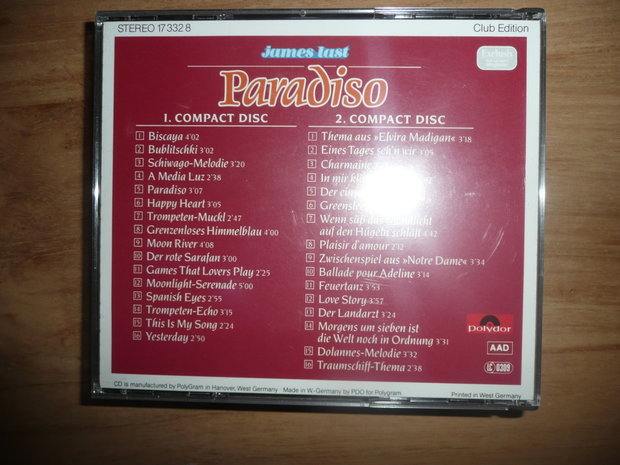 STEREO 17 332 8
Club Edition
james last
Exclusiv
Paradiso
1. COMPACT DISC
1 Biscaya 4'02
2 Bublitschki 3'02
3 Schiwago-Melodie 3'20
4 A Media Luz 2'38
5 Paradiso 3'07
6 Happy Heart 3'05
7 Trompeten-Muckl 2'47
8 Grenzenloses Himmelblau 4'00
9 Moon River 4'08
10 Der rote Sarafan 3'00
11 Games That Lovers Play 2'25
12 Moonlight-Serenade 5'00
13 Spanish Eyes 2'55
14 Trompeten-Echo 3'15
15 This Is My Song 2'24
16 Yesterday 2'50
2. COMPACT DISC
1 Thema aus »Elvira Madigan« 3'18
2 Eines Tages seh'n wir
3 Charmaine
4 In mir
5 Der
6
7 Wenn süß das
auf den Hügeln schläft 4'42
8 Plaisir d'amour 2'12
9 Zwischenspiel aus »Notre Dame« 3'34
10 Ballade pour Adeline 3'14
11 Feuertanz 3'53
12 Love Story 3'57
13 Der Landarzt 3'24
14 Morgens um sieben ist
die Welt noch in Ordnung 3'31
15 Dolannes-Melodie 3'32
16 Traumschiff-Thema 2'38
Polydor
AAD
LC 0309
CD is manufactured by PolyGram in Hanover, West Germany · Made in W.-Germany by PDO for Polygram.
Printed in West Germany